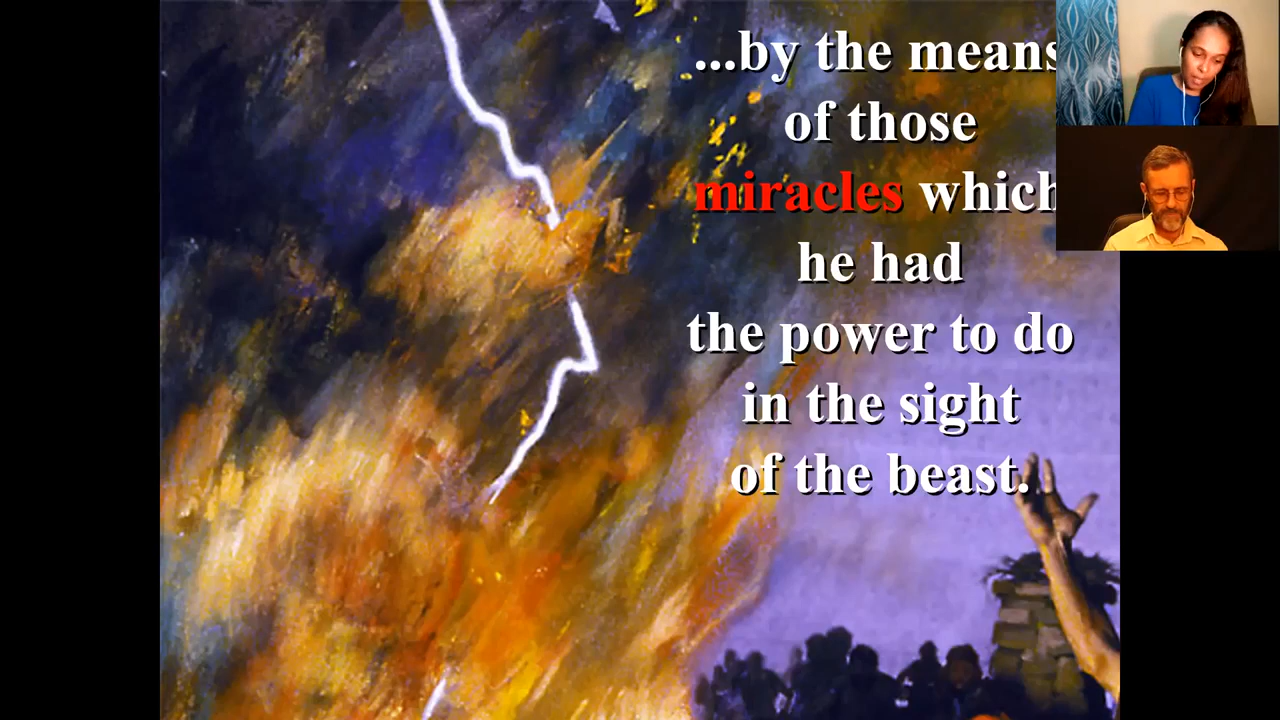 ...by the means
of those
miracles which
he had
the power to do
in the sight
of the beast.